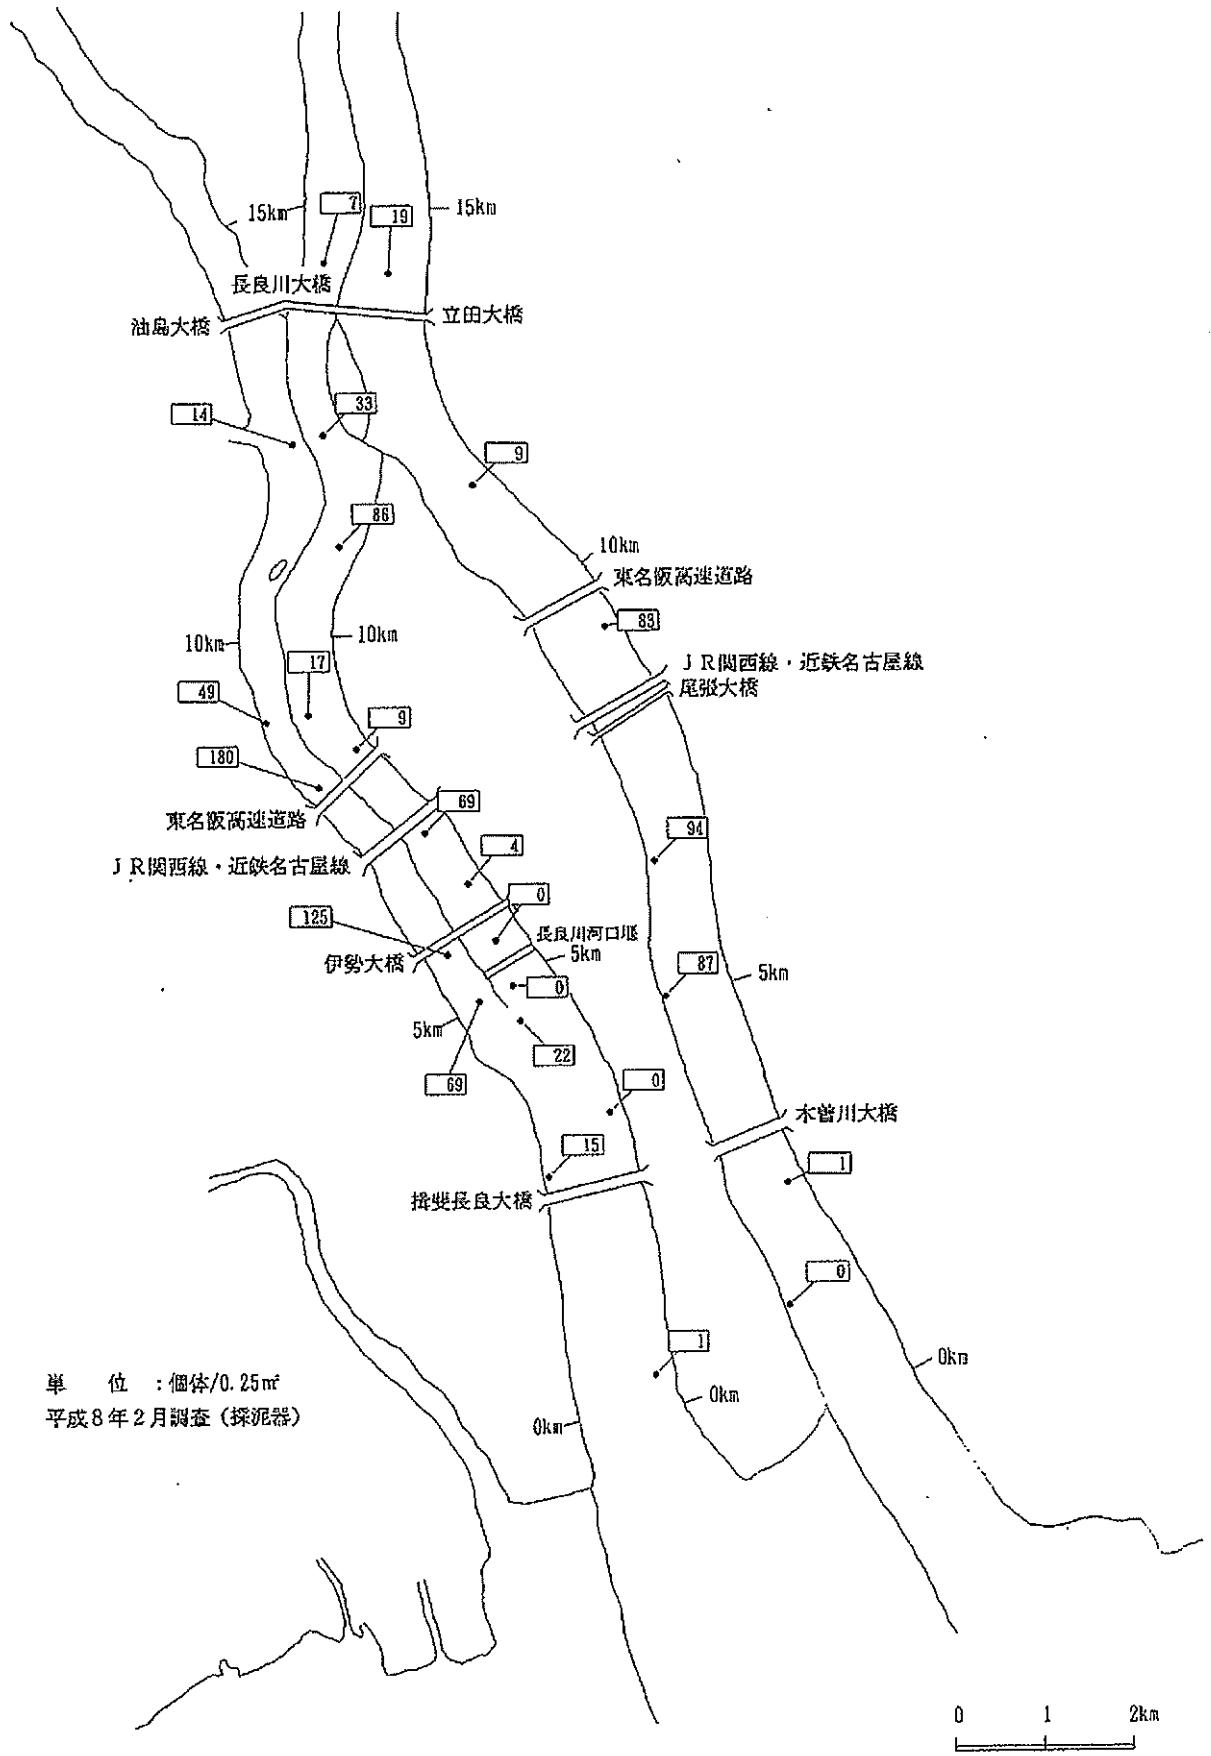 7
19
15km
15km
長良川大橋
油島大橋
立田大橋
14
33
9
86
10km
東名阪高速道路
83
10km
10km
17
JR関西線・近鉄名古屋線
尾張大橋
49
9
180
69
東名阪高速道路
94
4
JR関西線・近鉄名古屋線
0
125
長良川河口堰
伊勢大橋
5km
87
5km
0
5km
22
69
0
木曽川大橋
15
1
揖斐長良大橋
0
1
0km
単 位 :個体/0.25㎡
0km
平成8年2月調査(採泥器)
0km
0 1 2km